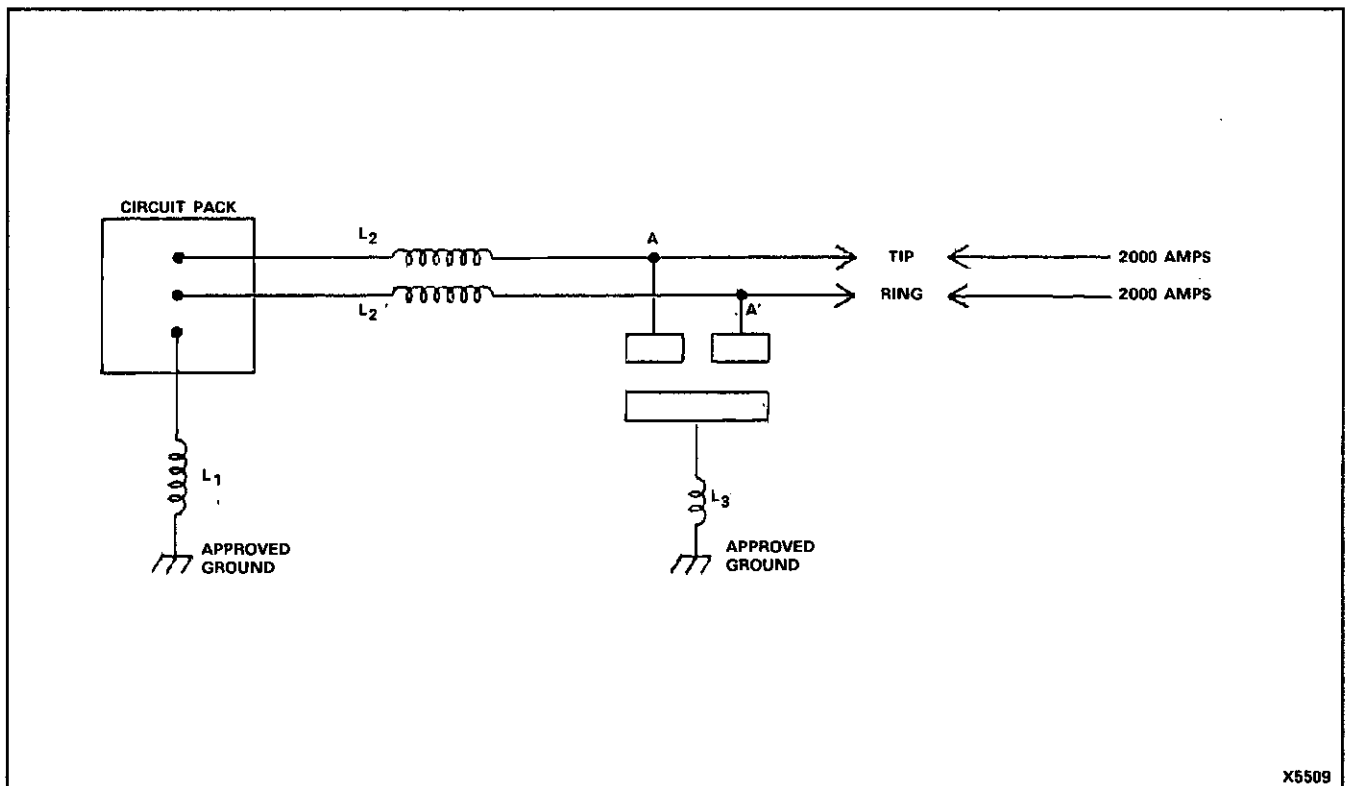 CIRCUIT PACK
L2
A
TIP
2000 AMPS
L2'
A'
RING
2000 AMPS
L1
L3
APPROVED
GROUND
APPROVED
GROUND
X5509